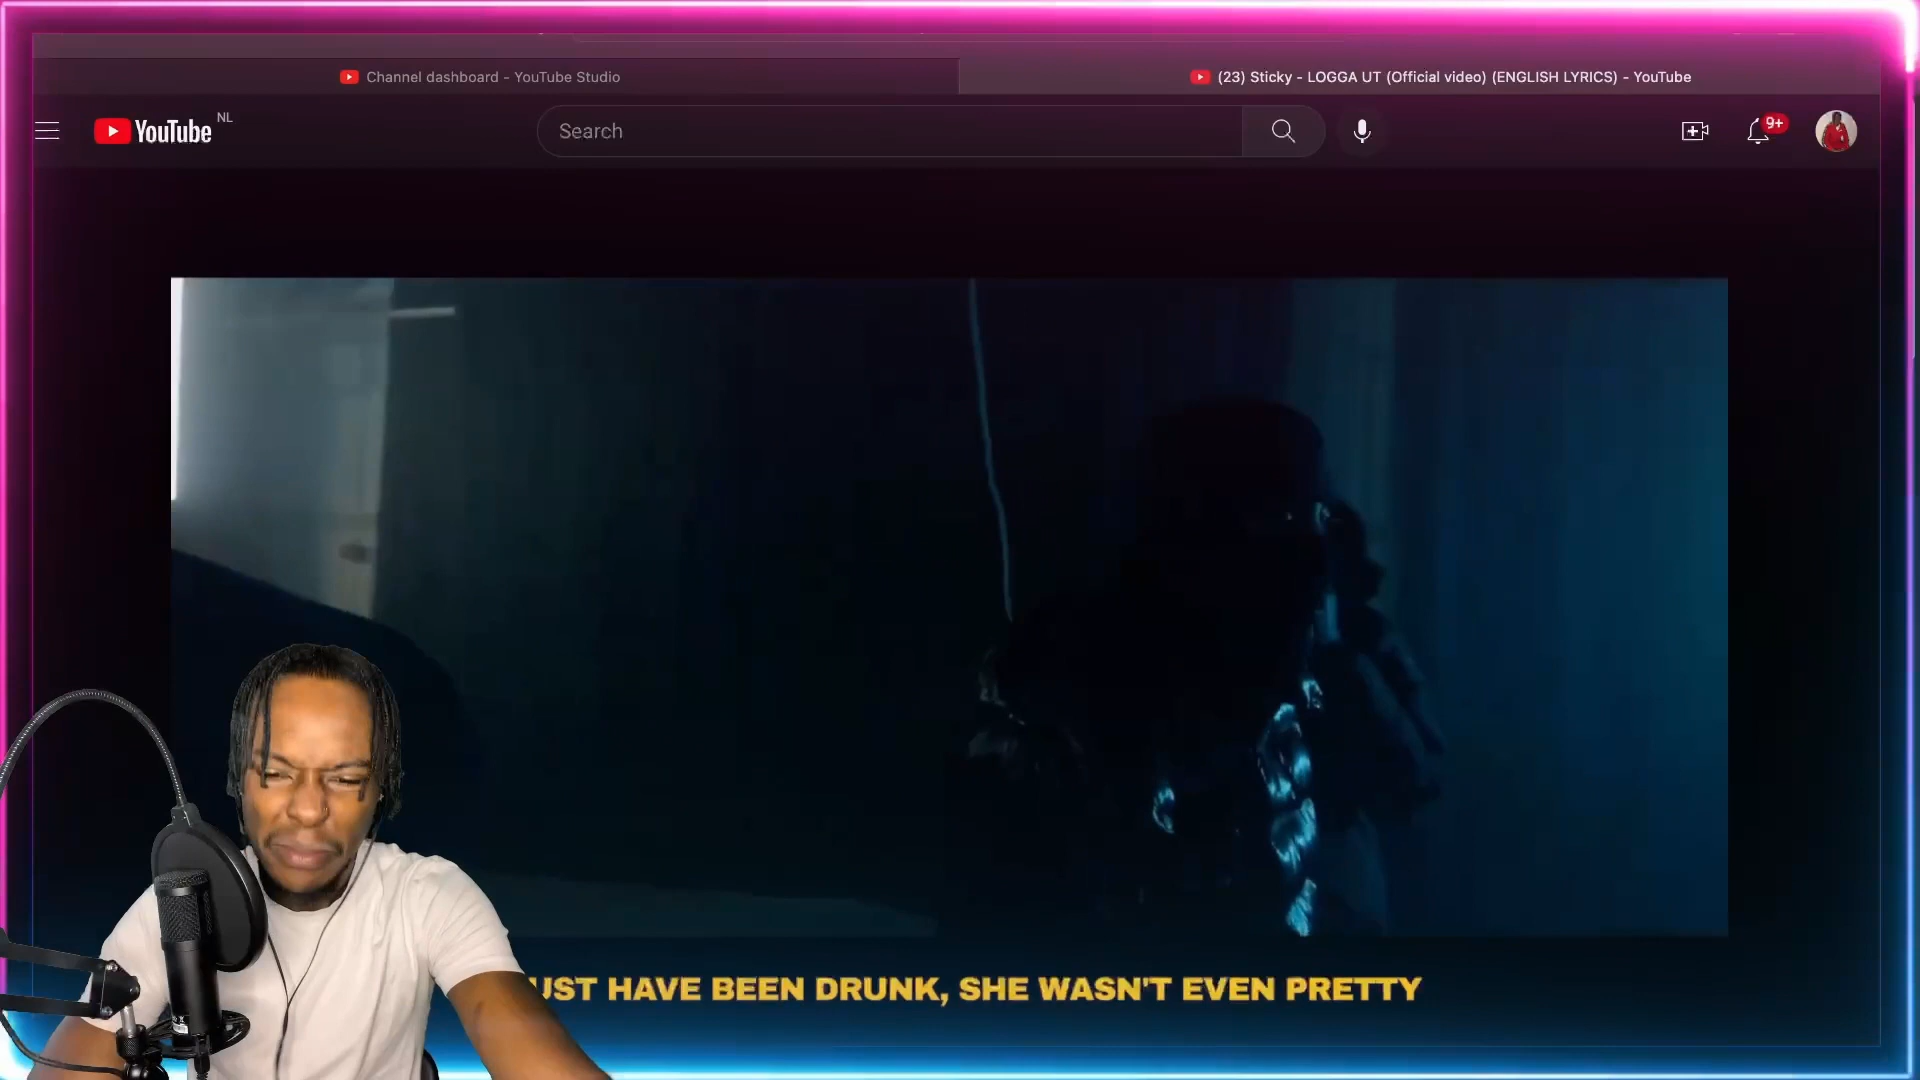 Channel dashboard - YouTube Studio
(23) Sticky - LOGGA UT (Official video) (ENGLISH LYRICS) - YouTube
YouTube NL
Search
9+
HAVE BEEN DRUNK, SHE WASN'T EVEN PRETTY